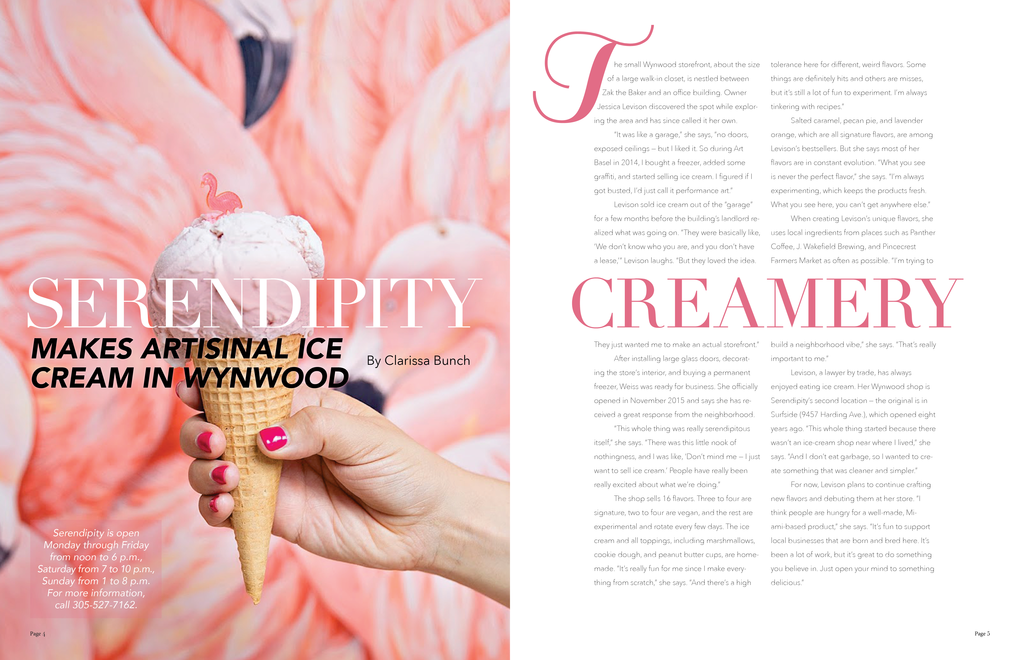 SERENDIPITY
MAKES ARTISINAL ICE
CREAM IN WYNWOOD
By Clarissa Bunch
Serendipity is open
Monday through Friday
from noon to 6 p.m.,
Saturday from 7 to 10 p.m.,
Sunday from 1 to 8 p.m.
For more information,
call 305-527-7162.
Page 4
CREAMERY
The small Wynwood storefront, about the size
of a large walk-in closet, is nestled between
Zak the Baker and an office building. Owner
Jessica Levison discovered the spot while explor-
ing the area and has since called it her own.
"It was like a garage," she says, "no doors,
exposed ceilings – but I liked it. So during Art
Basel in 2014, I bought a freezer, added some
graffiti, and started selling ice cream. I figured if I
got busted, I'd just call it performance art."
Levison sold ice cream out of the "garage"
for a few months before the building's landlord re-
alized what was going on. "They were basically like,
'We don't know who you are, and you don't have
a lease,'" Levison laughs. "But they loved the idea.
They just wanted me to make an actual storefront."
After installing large glass doors, decorat-
ing the store's interior, and buying a permanent
freezer, Weiss was ready for business. She officially
opened in November 2015 and says she has re-
ceived a great response from the neighborhood.
"This whole thing was really serendipitous
itself," she says. "There was this little nook of
nothingness, and I was like, 'Don't mind me – I just
want to sell ice cream.' People have really been
really excited about what we're doing."
The shop sells 16 flavors. Three to four are
signature, two to four are vegan, and the rest are
experimental and rotate every few days. The ice
cream and all toppings, including marshmallows,
cookie dough, and peanut butter cups, are home-
made. "It's really fun for me since I make every-
thing from scratch," she says. "And there's a high
tolerance here for different, weird flavors. Some
things are definitely hits and others are misses,
but it's still a lot of fun to experiment. I'm always
tinkering with recipes."
Salted caramel, pecan pie, and lavender
orange, which are all signature flavors, are among
Levison's bestsellers. But she says most of her
flavors are in constant evolution. "What you see
is never the perfect flavor," she says. "I'm always
experimenting, which keeps the products fresh.
What you see here, you can't get anywhere else."
When creating Levison's unique flavors, she
uses local ingredients from places such as Panther
Coffee, J. Wakefield Brewing, and Pincecrest
Farmers Market as often as possible. "I'm trying to
build a neighborhood vibe," she says. "That's really
important to me."
Levison, a lawyer by trade, has always
enjoyed eating ice cream. Her Wynwood shop is
Serendipity's second location – the original is in
Surfside (9457 Harding Ave.), which opened eight
years ago. "This whole thing started because there
wasn't an ice-cream shop near where I lived," she
says. "And I don't eat garbage, so I wanted to cre-
ate something that was cleaner and simpler."
For now, Levison plans to continue crafting
new flavors and debuting them at her store. "I
think people are hungry for a well-made, Mi-
ami-based product," she says. "It's fun to support
local businesses that are born and bred here. It's
been a lot of work, but it's great to do something
you believe in. Just open your mind to something
delicious."
Page 5